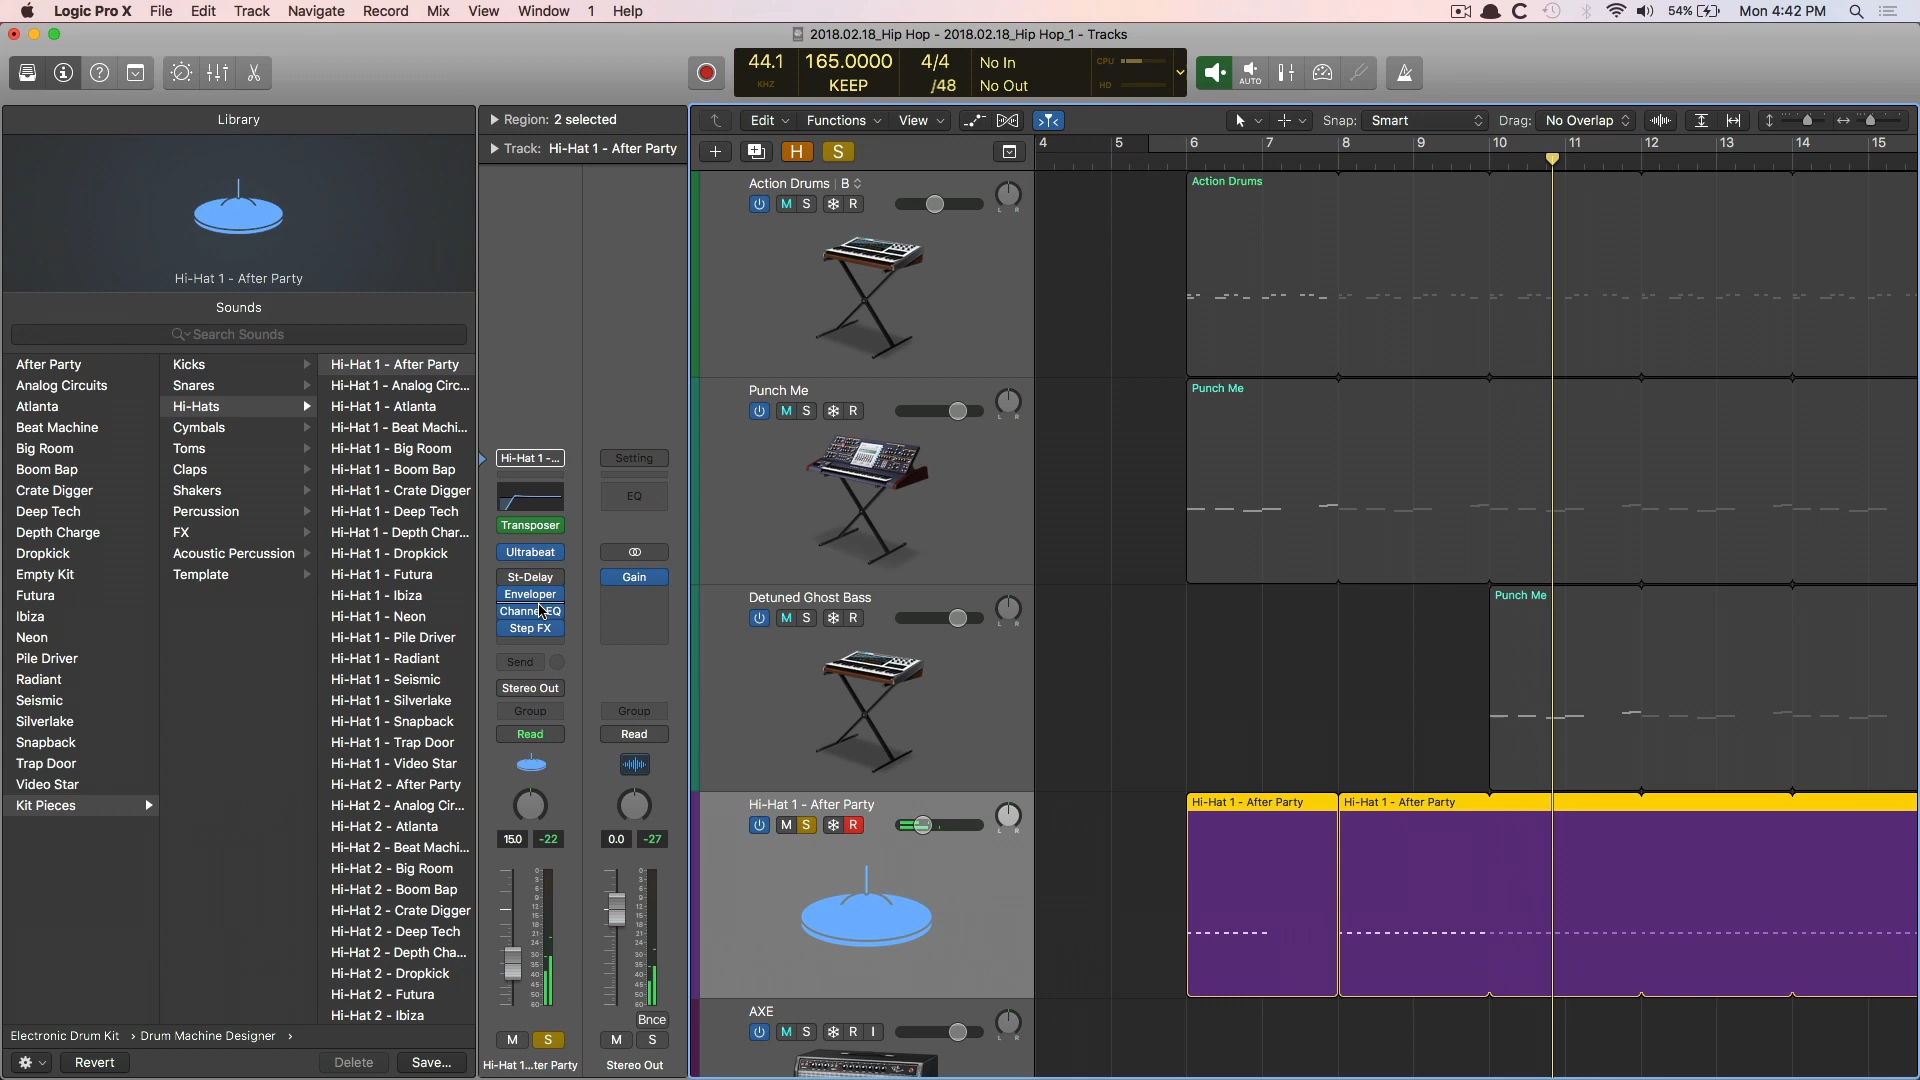 Logic Pro X File Edit Track Navigate Record Mix View Window 1 Help 54% Mon 4:42 PM
2018.02.18_Hip Hop - 2018.02.18_Hip Hop_1 - Tracks
44.1 165.0000 4/4 No In CPU
KHZ KEEP /48 No Out HD
AUTO
Library
Hi-Hat 1 - After Party
Sounds
Search Sounds
After Party
Analog Circuits
Atlanta
Beat Machine
Big Room
Boom Bap
Crate Digger
Deep Tech
Depth Charge
Dropkick
Empty Kit
Futura
Ibiza
Neon
Pile Driver
Radiant
Seismic
Silverlake
Snapback
Trap Door
Video Star
Kit Pieces
Kicks
Snares
Hi-Hats
Cymbals
Toms
Claps
Shakers
Percussion
FX
Acoustic Percussion
Template
Hi-Hat 1 - After Party
Hi-Hat 1 - Analog Circ...
Hi-Hat 1 - Atlanta
Hi-Hat 1 - Beat Machi...
Hi-Hat 1 - Big Room
Hi-Hat 1 - Boom Bap
Hi-Hat 1 - Crate Digger
Hi-Hat 1 - Deep Tech
Hi-Hat 1 - Depth Char...
Hi-Hat 1 - Dropkick
Hi-Hat 1 - Futura
Hi-Hat 1 - Ibiza
Hi-Hat 1 - Neon
Hi-Hat 1 - Pile Driver
Hi-Hat 1 - Radiant
Hi-Hat 1 - Seismic
Hi-Hat 1 - Silverlake
Hi-Hat 1 - Snapback
Hi-Hat 1 - Trap Door
Hi-Hat 1 - Video Star
Hi-Hat 2 - After Party
Hi-Hat 2 - Analog Cir...
Hi-Hat 2 - Atlanta
Hi-Hat 2 - Beat Machi...
Hi-Hat 2 - Big Room
Hi-Hat 2 - Boom Bap
Hi-Hat 2 - Crate Digger
Hi-Hat 2 - Deep Tech
Hi-Hat 2 - Depth Cha...
Hi-Hat 2 - Dropkick
Hi-Hat 2 - Futura
Hi-Hat 2 - Ibiza
Electronic Drum Kit > Drum Machine Designer >
Revert Delete Save...
Region: 2 selected
Track: Hi-Hat 1 - After Party
Hi-Hat 1 -... Setting
EQ
Transposer
Ultrabeat
St-Delay Gain
Enveloper
EQ
Step FX
Send
Stereo Out
Group Group
Read Read
15.0 -22 0.0 -27
Bnce
M S M S
Hi-Hat 1...ter Party Stereo Out
Edit Functions View Snap: Smart Drag: No Overlap
H S
4 5 6 7 8 9 10 11 12 13 14 15
Action Drums B
M S R
L R
Action Drums
Punch Me
M S R
L R
Punch Me
Detuned Ghost Bass
M S R
L R
Punch Me
Hi-Hat 1 - After Party
M S R
L R
Hi-Hat 1 - After Party Hi-Hat 1 - After Party
AXE
M S R I
L R